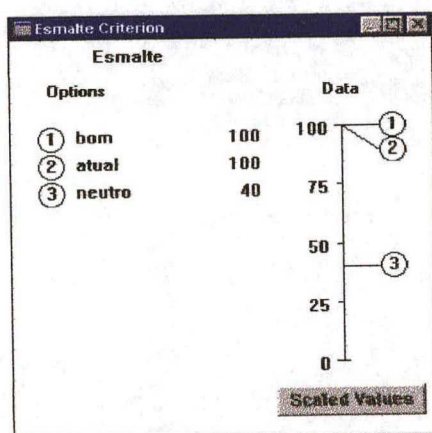 Esmalte Criterion
Esmalte
Options Data
1 bom 100
2 atual 100
3 neutro 40
100
1
2
75
50
3
25
0
Scaled Values